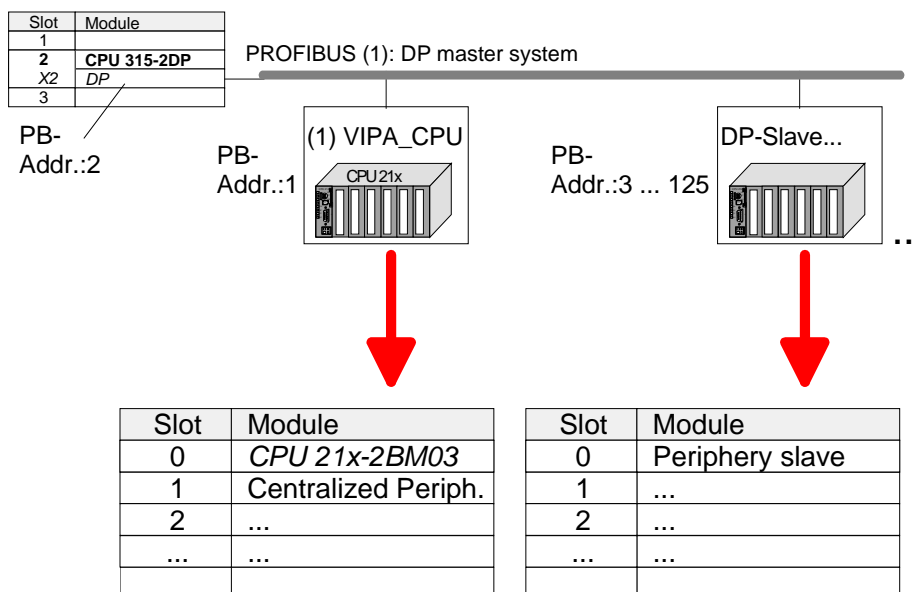 Slot Module
1
2 CPU 315-2DP
X2 DP
3
PROFIBUS (1): DP master system
PB-
Addr.:2
PB-
Addr.:1
(1) VIPA_CPU
CPU 21x
PB-
Addr.:3 ... 125
DP-Slave...
..
Slot Module
0 CPU 21x-2BM03
1 Centralized Periph.
2 ...
... ...
Slot Module
0 Periphery slave
1 ...
2 ...
... ...